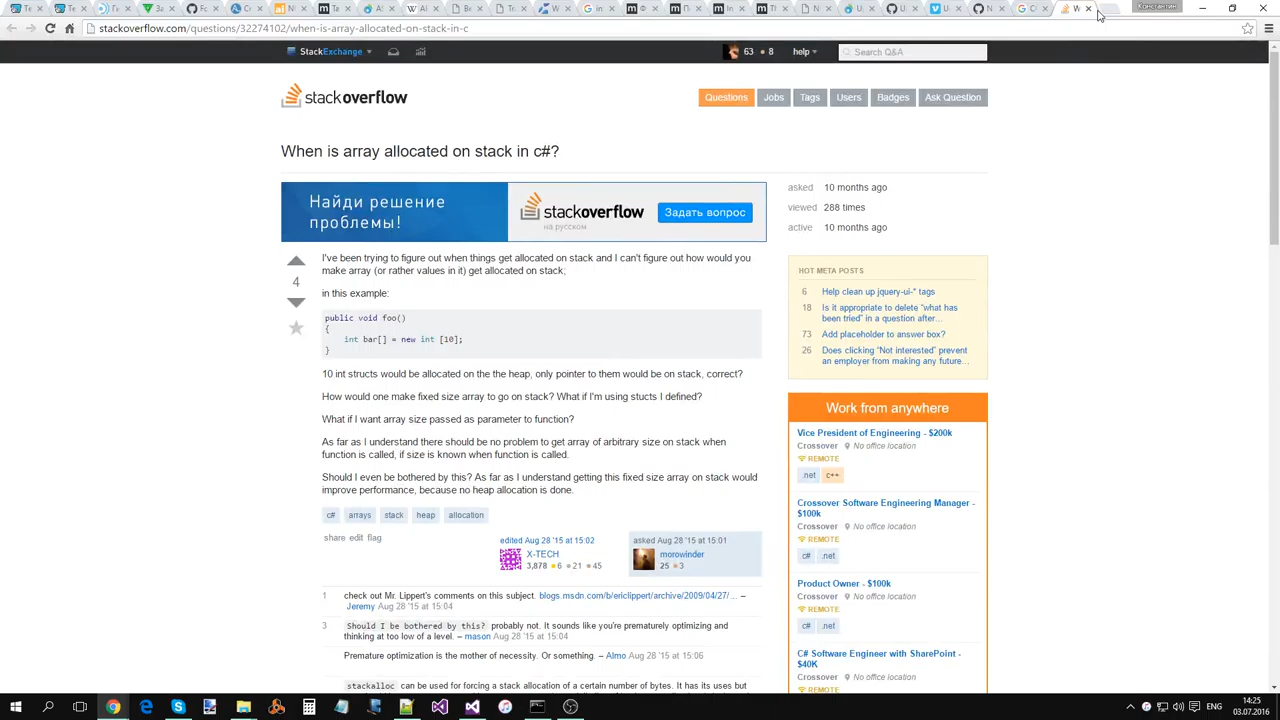 Константин
stackoverflow.com/questions/32274102/when-is-array-allocated-on-stack-in-c
StackExchange
63 8
help
Search Q&A
stackoverflow
Questions
Jobs
Tags
Users
Badges
Ask Question
When is array allocated on stack in c#?
Найди решение
проблемы!
stackoverflow
на русском
Задать вопрос
asked 10 months ago
viewed 288 times
active 10 months ago
4
I've been trying to figure out when things get allocated on stack and I can't figure out how would you
make array (or rather values in it) get allocated on stack;
in this example:
public void foo()
{
int bar[] = new int [10];
}
10 int structs would be allocated on the the heap, only pointer to them would be on stack, correct?
How would one make fixed size array to go on stack? What if I'm using stucts I defined?
What if I want array size passed as parameter to function?
As far as I understand there should be no problem to get array of arbitrary size on stack when
function is called, if size is known when function is called.
Should I even be bothered by this? As far as I understand getting this fixed size array on stack would
improve performance, because no heap allocation is done.
c# arrays stack heap allocation
share edit flag
edited Aug 28 '15 at 15:02
X-TECH
3,878 6 21 45
asked Aug 28 '15 at 15:01
morowinder
25 3
1 check out Mr. Lippert's comments on this subject. blogs.msdn.com/b/ericlippert/archive/2009/04/27/… –
Jeremy Aug 28 '15 at 15:04
3 Should I be bothered by this? probably not. It sounds like you're prematurely optimizing and
thinking at too low of a level. – mason Aug 28 '15 at 15:04
Premature optimization is the mother of necessity. Or something. – Almo Aug 28 '15 at 15:06
stackalloc can be used for forcing a stack allocation of a certain number of bytes. It has its uses but
HOT META POSTS
6 Help clean up jquery-ui-* tags
18 Is it appropriate to delete "what has
been tried" in a question after…
73 Add placeholder to answer box?
26 Does clicking "Not interested" prevent
an employer from making any future…
Work from anywhere
Vice President of Engineering - $200k
Crossover No office location
REMOTE
.net c++
Crossover Software Engineering Manager -
$100k
Crossover No office location
REMOTE
c# .net
Product Owner - $100k
Crossover No office location
REMOTE
c# .net
C# Software Engineer with SharePoint -
$40K
Crossover No office location
REMOTE
ENG
14:25
03.07.2016